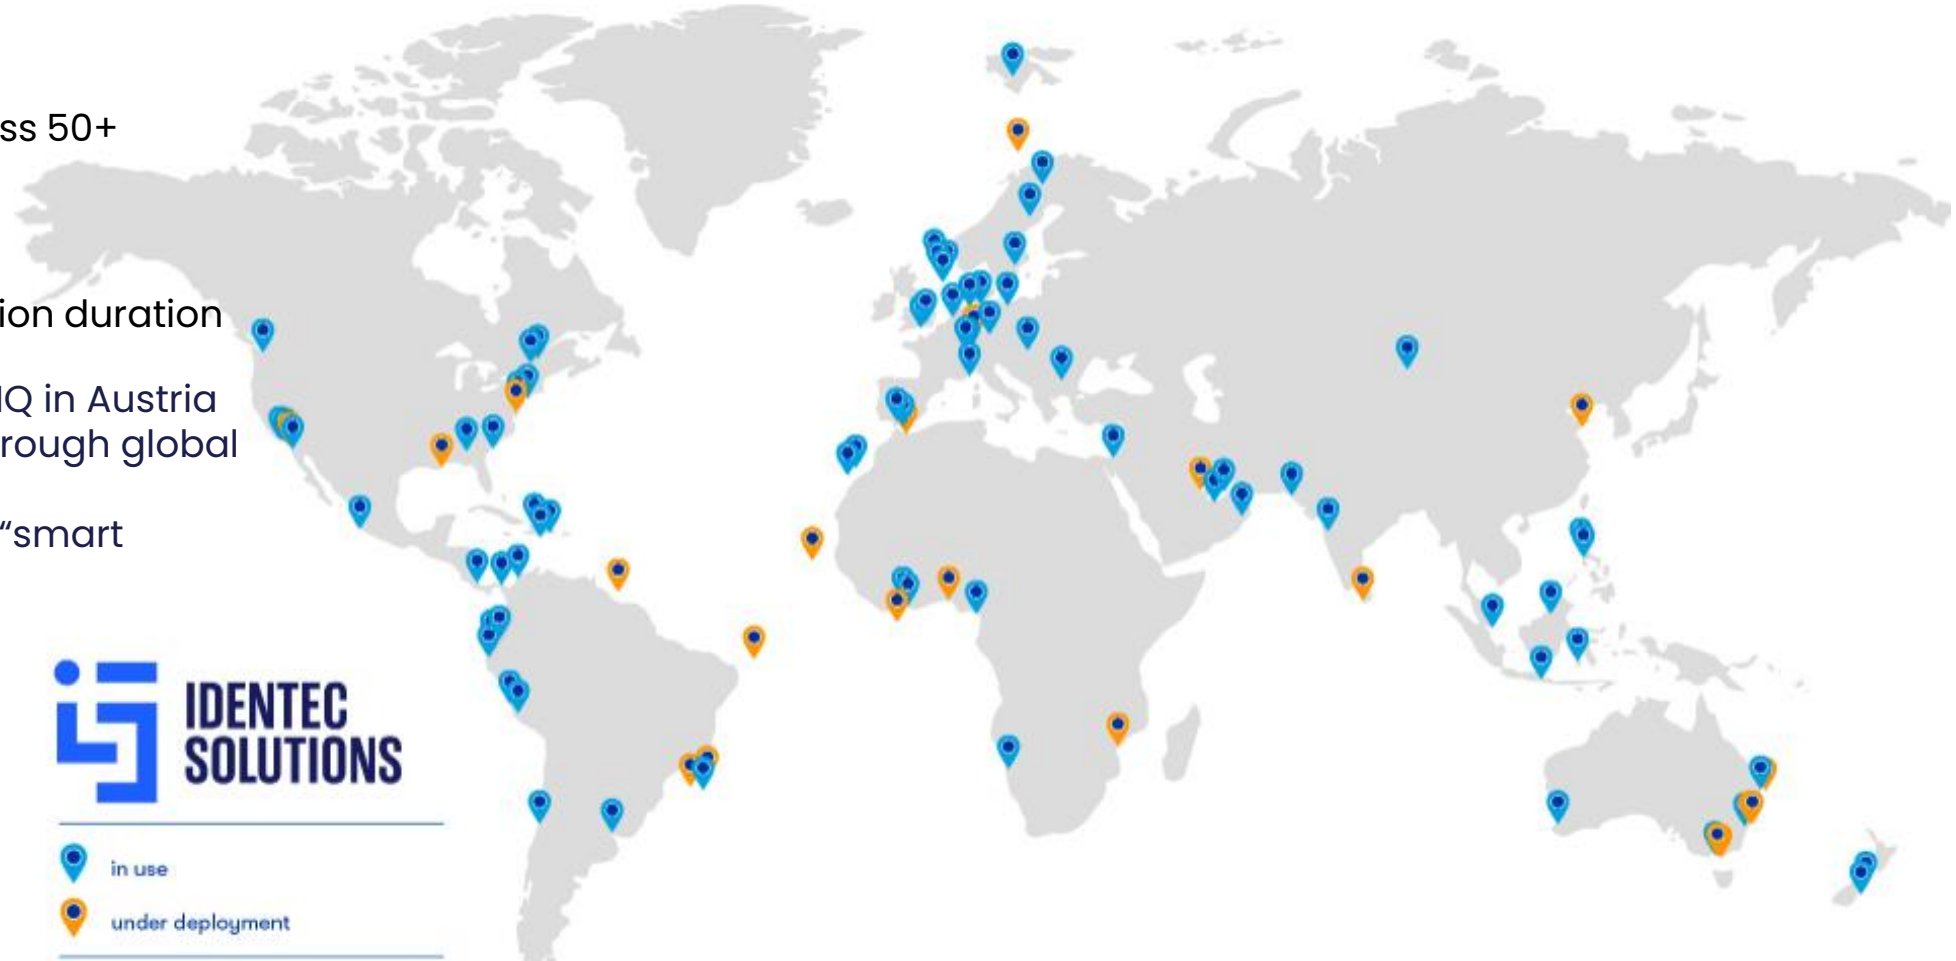 ss 50+
ion duration
IQ in Austria
rough global
“smart
IDENTEC
SOLUTIONS
in use
under deployment